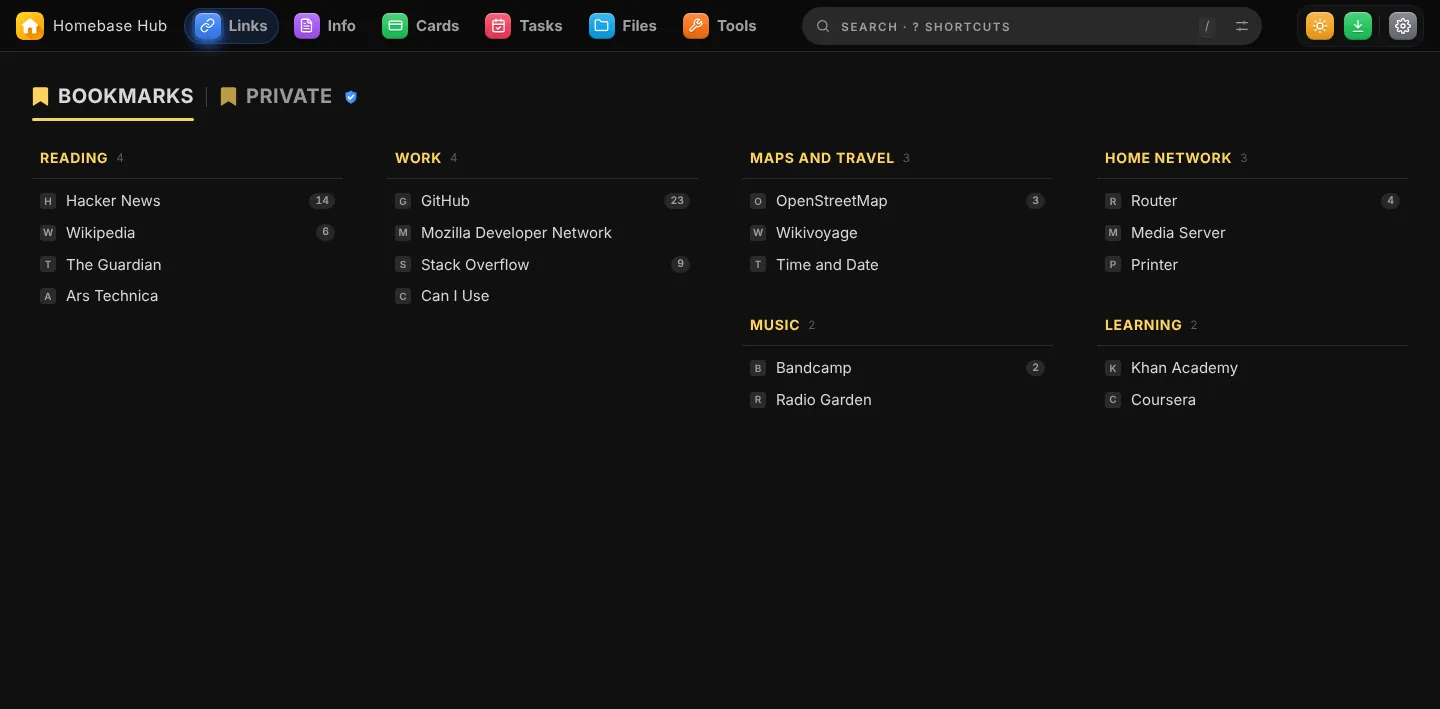 Homebase Hub Links Info Cards Tasks Files Tools SEARCH · ? SHORTCUTS /
BOOKMARKS PRIVATE
READING 4
H Hacker News 14
W Wikipedia 6
T The Guardian
A Ars Technica
WORK 4
G GitHub 23
M Mozilla Developer Network
S Stack Overflow 9
C Can I Use
MAPS AND TRAVEL 3
O OpenStreetMap 3
W Wikivoyage
T Time and Date
MUSIC 2
B Bandcamp 2
R Radio Garden
HOME NETWORK 3
R Router 4
M Media Server
P Printer
LEARNING 2
K Khan Academy
C Coursera